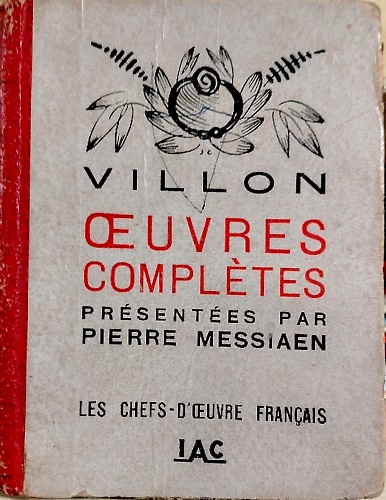 J C
VILLON
ŒUVRES
COMPLÈTES
PRÉSENTÉES PAR
PIERRE MESSIAEN
LES CHEFS-D'ŒUVRE FRANÇAIS
IAC